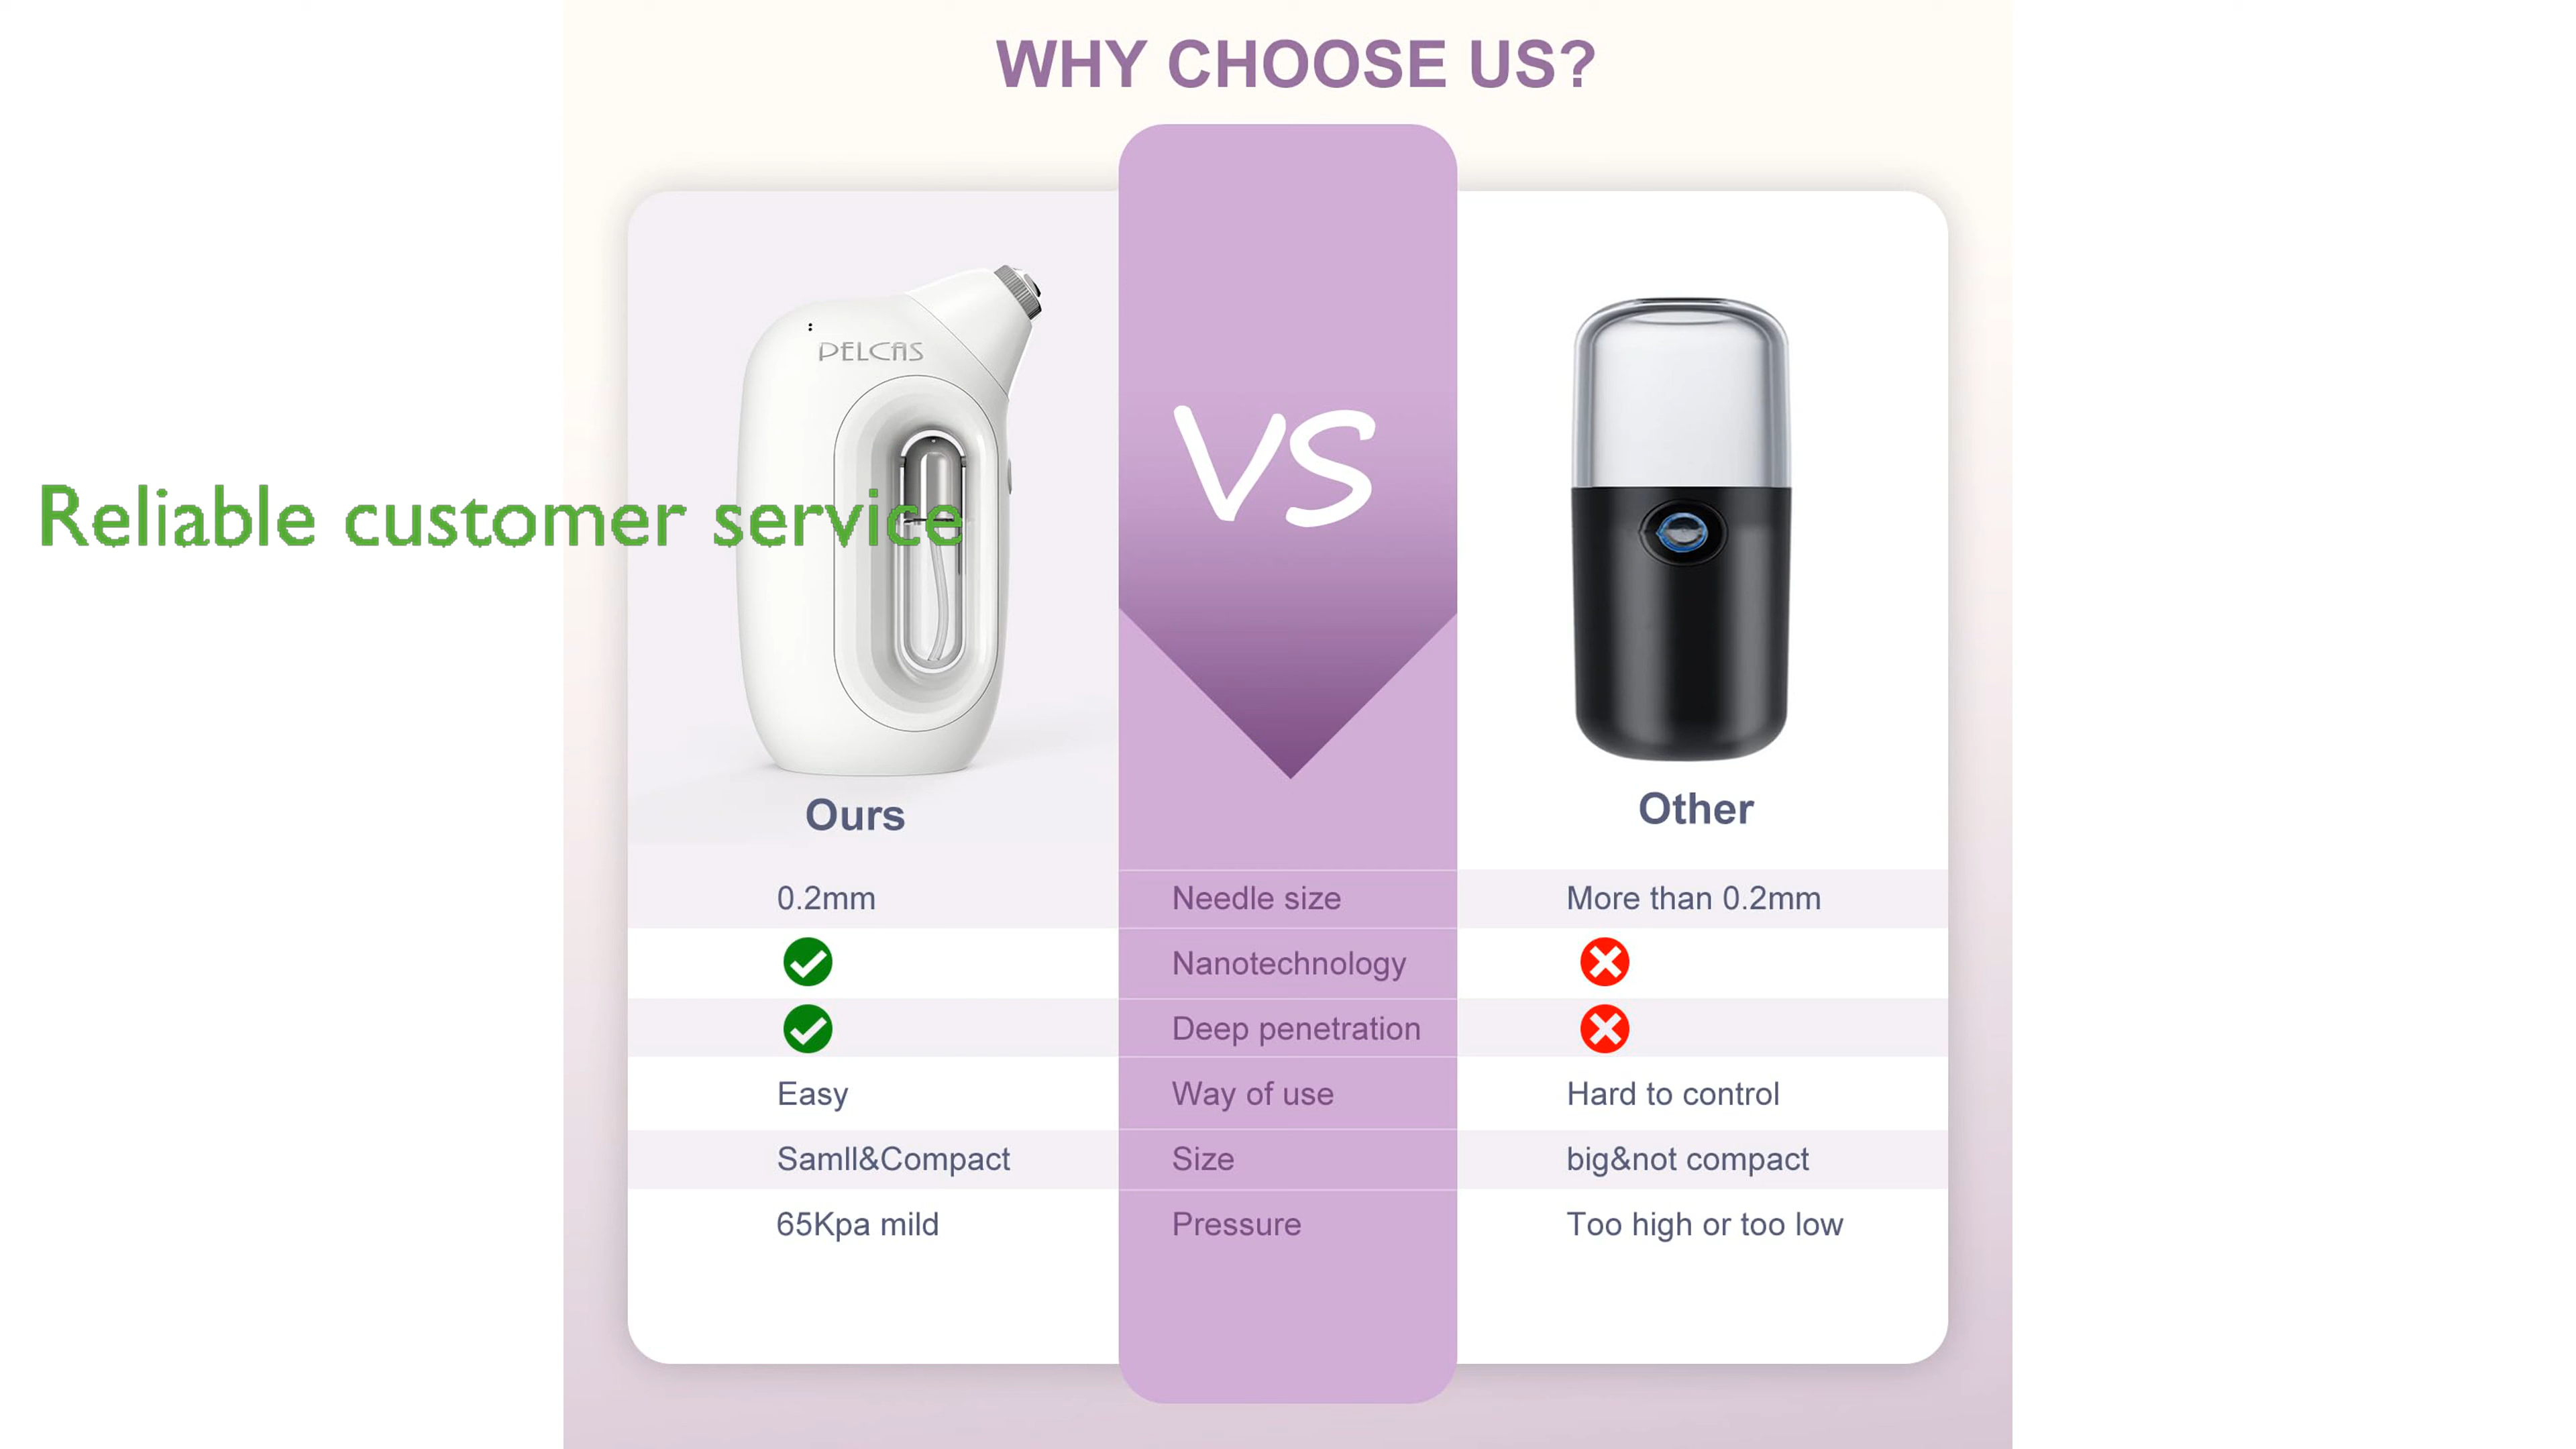 WHY CHOOSE US?
PELCAS
VS
Reliable customer service
Ours
Other
0.2mm Needle size More than 0.2mm
Nanotechnology
Deep penetration
Easy Way of use Hard to control
Samll&Compact Size big&not compact
65Kpa mild Pressure Too high or too low